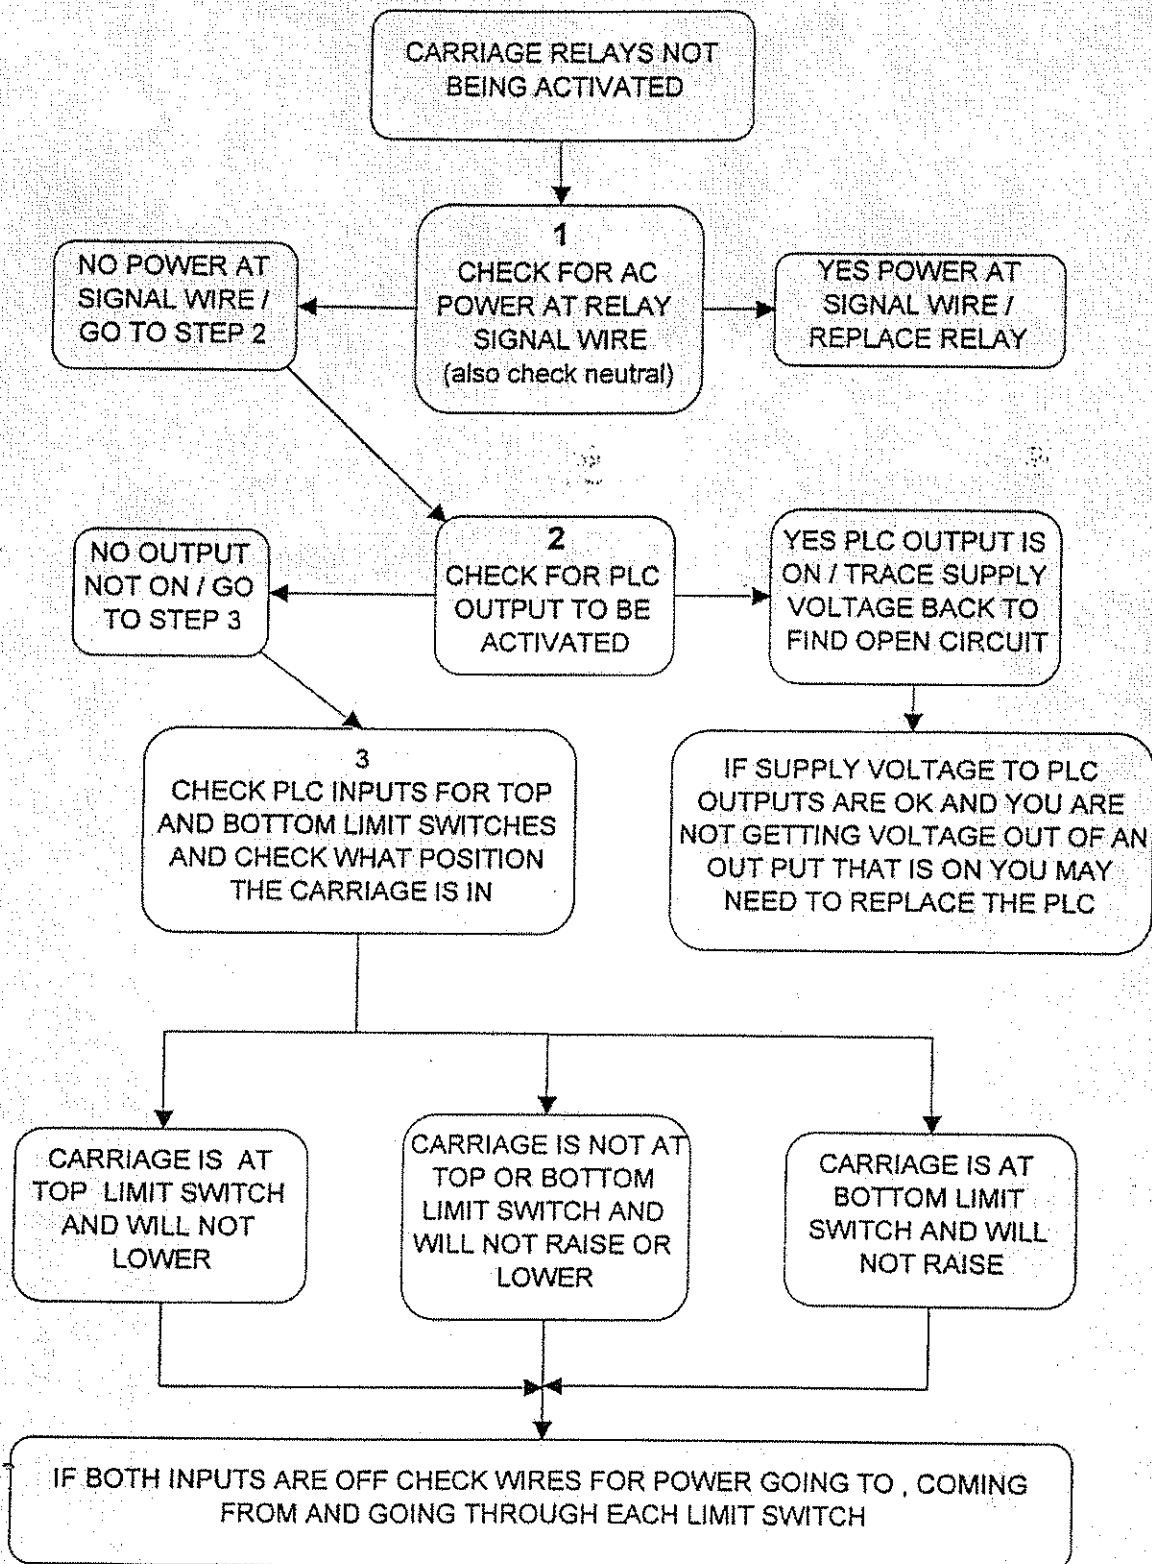 CARRIAGE RELAYS NOT
BEING ACTIVATED
1
CHECK FOR AC
POWER AT RELAY
SIGNAL WIRE
(also check neutral)
NO POWER AT
SIGNAL WIRE /
GO TO STEP 2
YES POWER AT
SIGNAL WIRE /
REPLACE RELAY
2
CHECK FOR PLC
OUTPUT TO BE
ACTIVATED
NO OUTPUT
NOT ON / GO
TO STEP 3
YES PLC OUTPUT IS
ON / TRACE SUPPLY
VOLTAGE BACK TO
FIND OPEN CIRCUIT
3
CHECK PLC INPUTS FOR TOP
AND BOTTOM LIMIT SWITCHES
AND CHECK WHAT POSITION
THE CARRIAGE IS IN
IF SUPPLY VOLTAGE TO PLC
OUTPUTS ARE OK AND YOU ARE
NOT GETTING VOLTAGE OUT OF AN
OUT PUT THAT IS ON YOU MAY
NEED TO REPLACE THE PLC
CARRIAGE IS AT
TOP LIMIT SWITCH
AND WILL NOT
LOWER
CARRIAGE IS NOT AT
TOP OR BOTTOM
LIMIT SWITCH AND
WILL NOT RAISE OR
LOWER
CARRIAGE IS AT
BOTTOM LIMIT
SWITCH AND WILL
NOT RAISE
IF BOTH INPUTS ARE OFF CHECK WIRES FOR POWER GOING TO , COMING
FROM AND GOING THROUGH EACH LIMIT SWITCH